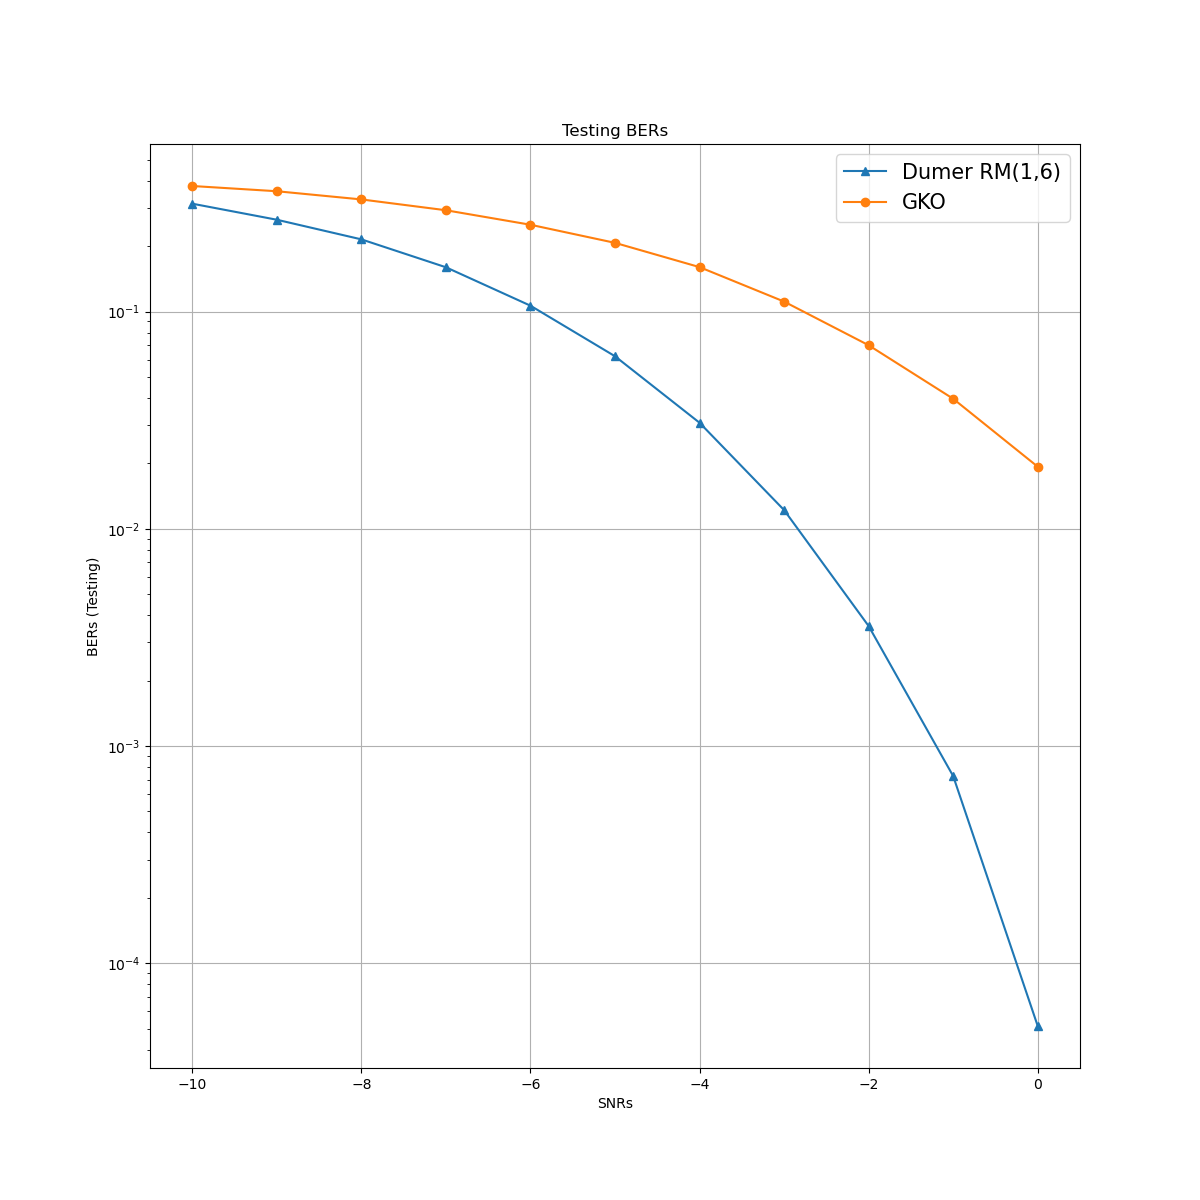 Testing BERs
Dumer RM(1,6)
GKO
10⁻¹
10⁻²
10⁻³
10⁻⁴
BERs (Testing)
−10 −8 −6 −4 −2 0
SNRs